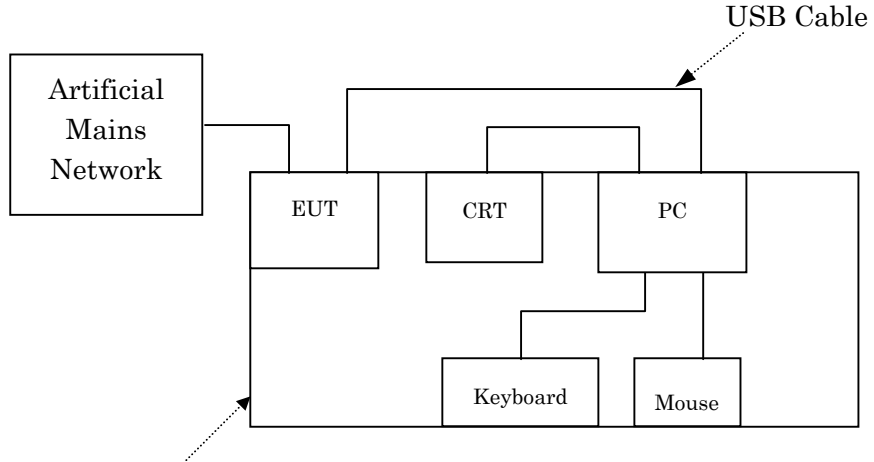 USB Cable
Artificial
Mains
Network
EUT
CRT
PC
Keyboard
Mouse